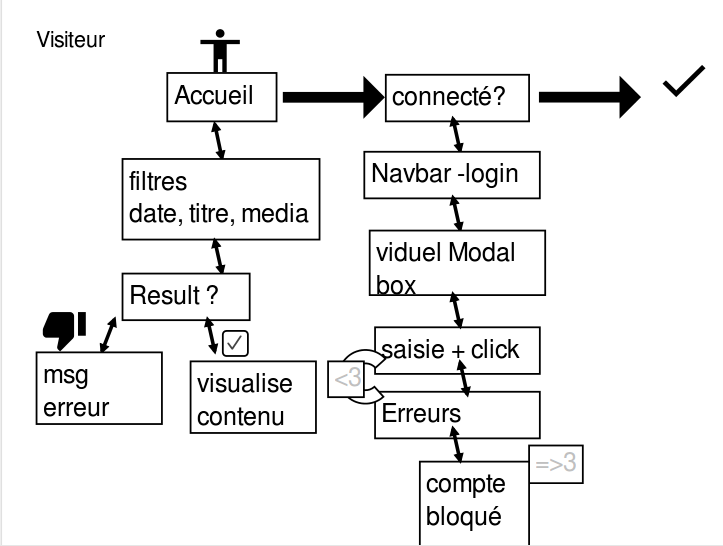 Visiteur
Accueil
connecté?
filtres
date, titre, media
Navbar -login
viduel Modal
box
Result ?
saisie + click
<3
msg
erreur
visualise
contenu
Erreurs
=>3
compte
bloqué